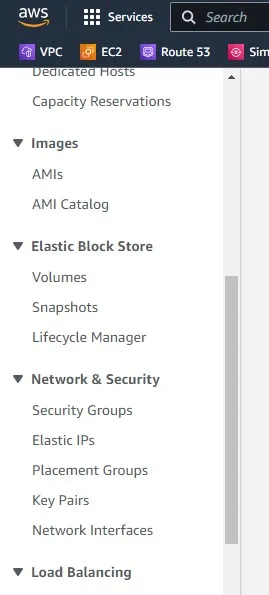 aws
Services
Search
VPC
EC2
Route 53
Sim
Dedicated Hosts
Capacity Reservations
Images
AMIs
AMI Catalog
Elastic Block Store
Volumes
Snapshots
Lifecycle Manager
Network & Security
Security Groups
Elastic IPs
Placement Groups
Key Pairs
Network Interfaces
Load Balancing